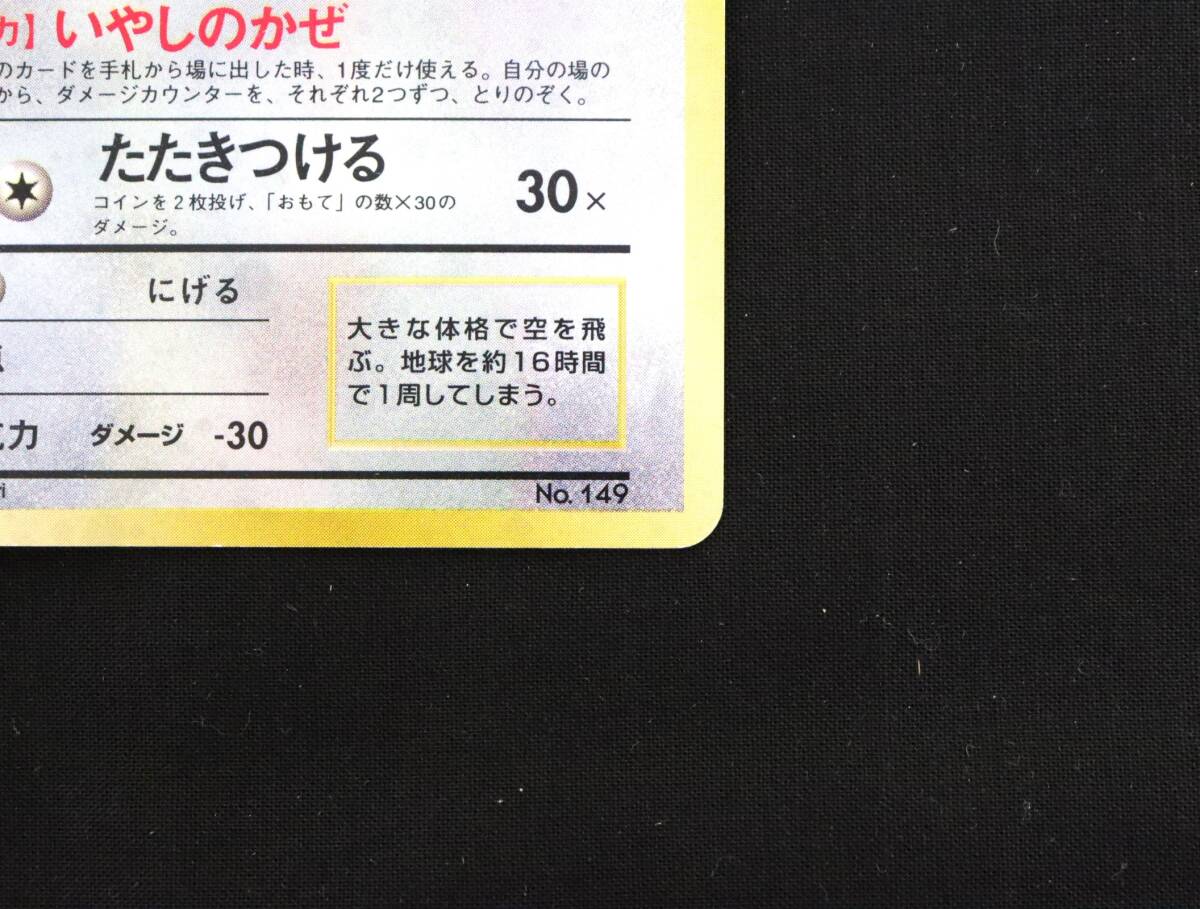 力】いやしのかぜ
のカードを手札から場に出した時、1度だけ使える。自分の場の
から、ダメージカウンターを、それぞれ2つずつ、とりのぞく。
たたきつける
30×
コインを2枚投げ、「おもて」の数×30の
ダメージ。
にげる
大きな体格で空を飛
ぶ。地球を約16時間
で1周してしまう。
力 ダメージ -30
ri
No. 149